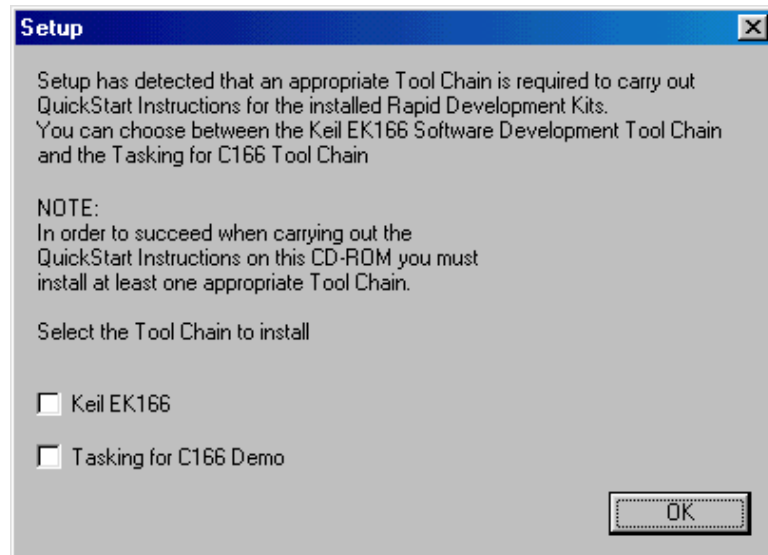 Setup
Setup has detected that an appropriate Tool Chain is required to carry out
QuickStart Instructions for the installed Rapid Development Kits.
You can choose between the Keil EK166 Software Development Tool Chain
and the Tasking for C166 Tool Chain
NOTE:
In order to succeed when carrying out the
QuickStart Instructions on this CD-ROM you must
install at least one appropriate Tool Chain.
Select the Tool Chain to install
Keil EK166
Tasking for C166 Demo
OK